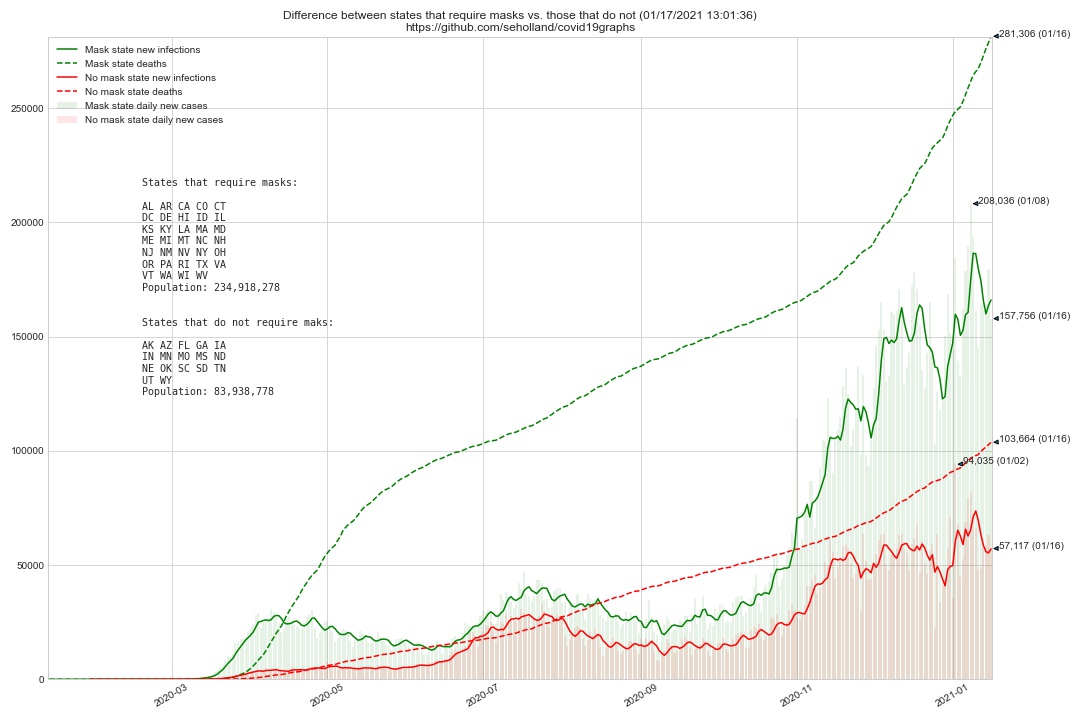 Difference between states that require masks vs. those that do not (01/17/2021 13:01:36)
https://github.com/seholland/covid19graphs
Mask state new infections
Mask state deaths
No mask state new infections
No mask state deaths
Mask state daily new cases
No mask state daily new cases
States that require masks:
AL AR CA CO CT
DC DE HI ID IL
KS KY LA MA MD
ME MI MT NC NH
NJ NM NV NY OH
OR PA RI TX VA
VT WA WI WV
Population: 234,918,278
States that do not require maks:
AK AZ FL GA IA
IN MN MO MS ND
NE OK SC SD TN
UT WY
Population: 83,938,778
281,306 (01/16)
208,036 (01/08)
157,756 (01/16)
103,664 (01/16)
94,035 (01/02)
57,117 (01/16)
250000
200000
150000
100000
50000
0
2020-03
2020-05
2020-07
2020-09
2020-11
2021-01